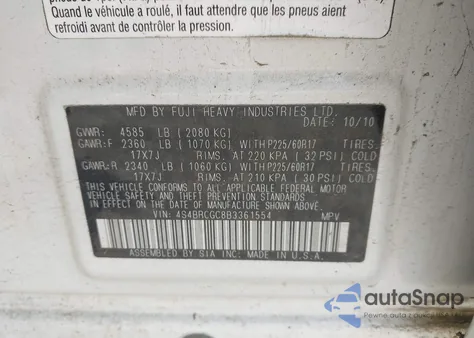 Quand le véhicule a roulé, il faut attendre que les pneus aient
refroidi avant de contrôler la pression.
MFD BY FUJI HEAVY INDUSTRIES LTD.
DATE: 10/10
GVWR: 4585 LB ( 2080 KG)
GAWR:F 2360 LB ( 1070 KG) WITH P225/60R17 TIRES,
17X7J RIMS, AT 220 KPA ( 32 PSI) COLD
GAWR:R 2340 LB ( 1060 KG) WITH P225/60R17 TIRES,
17X7J RIMS, AT 210 KPA ( 30 PSI) COLD
THIS VEHICLE CONFORMS TO ALL APPLICABLE FEDERAL MOTOR
VEHICLE SAFETY AND THEFT PREVENTION STANDARDS
IN EFFECT ON THE DATE OF MANUFACTURE SHOWN ABOVE.
VIN: 4S4BRCGC8B3361554 MPV
ASSEMBLED BY SIA INC: MADE IN U.S.A.
autoSnap
Pewne auta z pewnego źródła